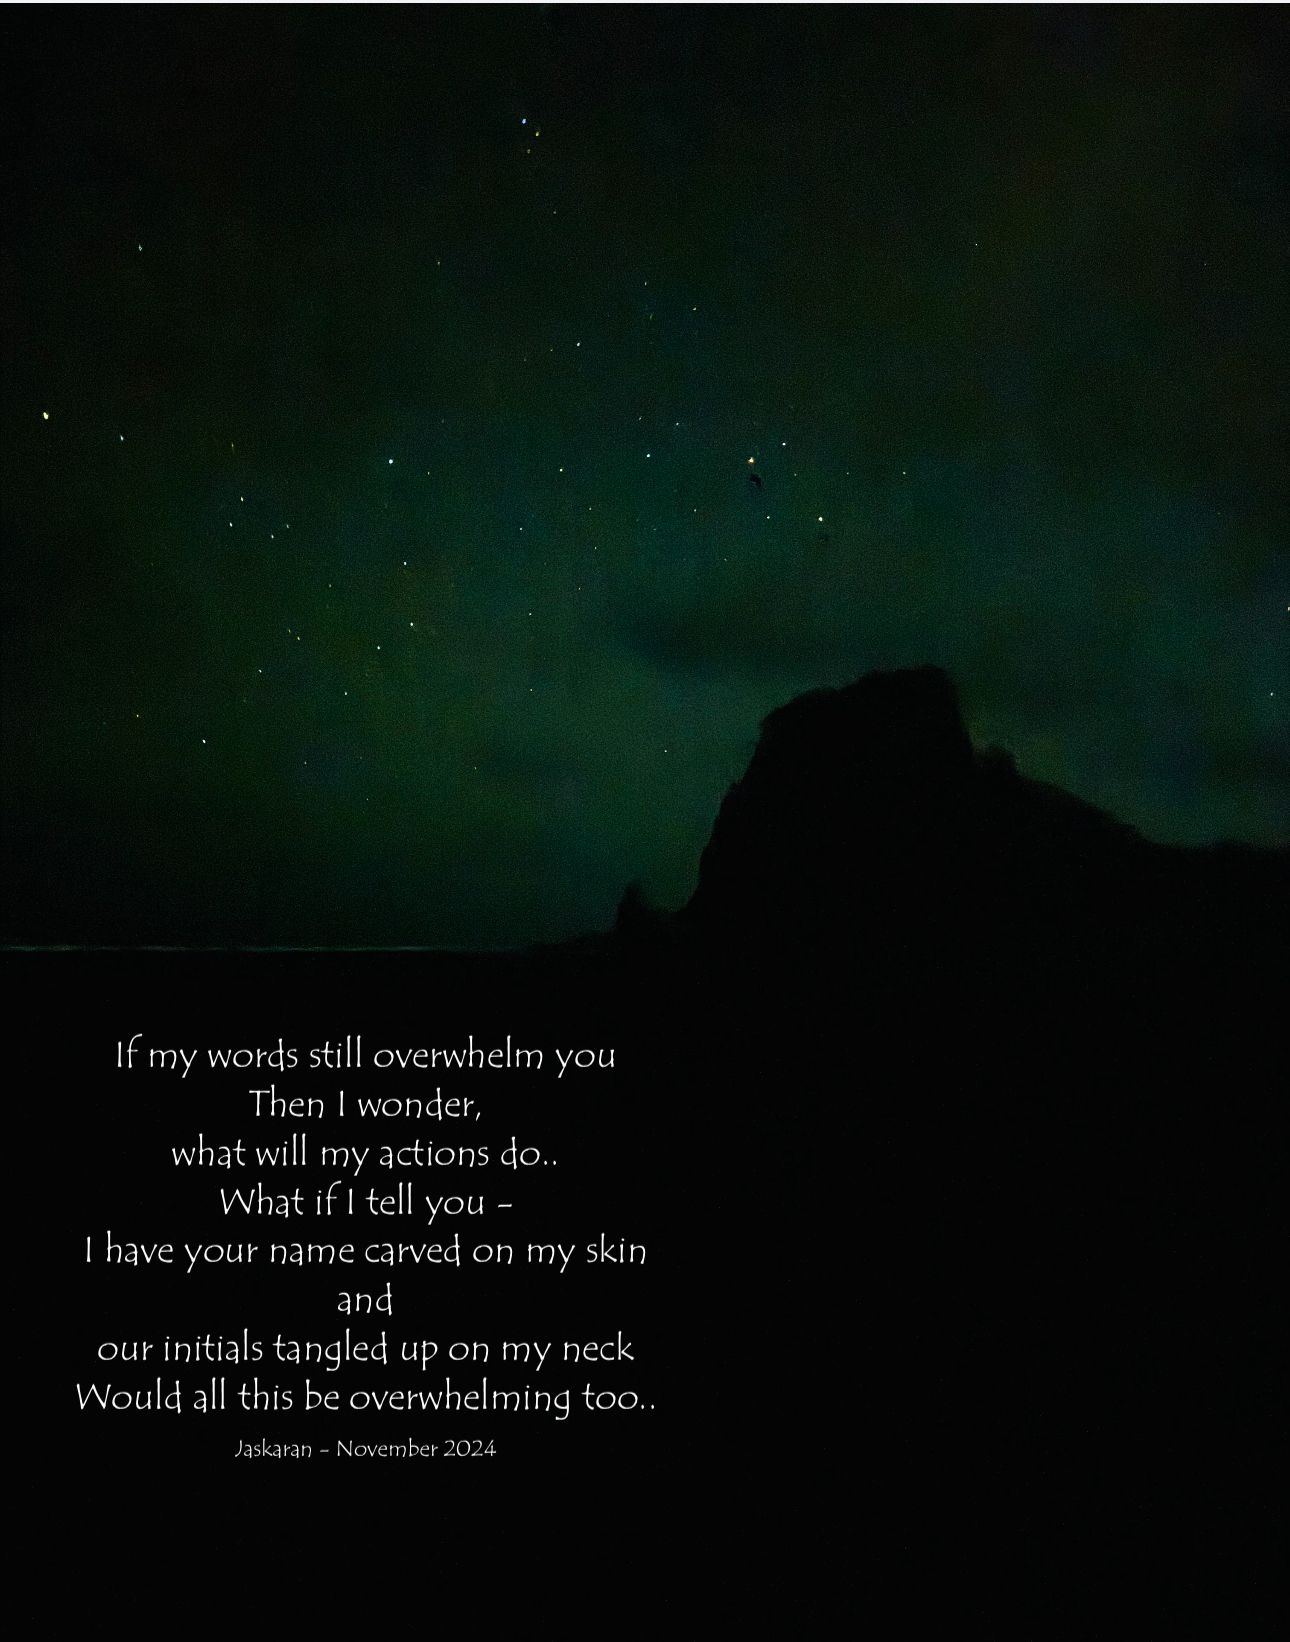 If my words still overwhelm you
Then I wonder,
what will my actions do..
What if I tell you -
I have your name carved on my skin
and
our initials tangled up on my neck
Would all this be overwhelming too..
Jaskaran - November 2024